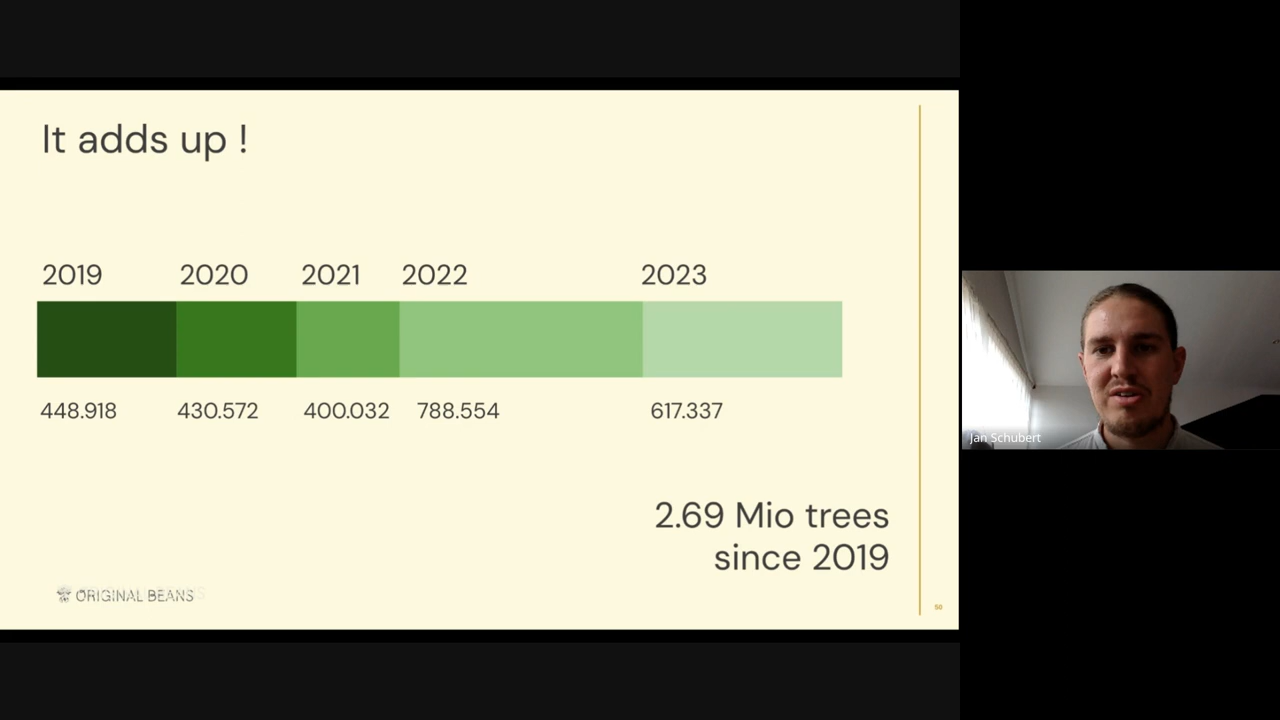 It adds up !
2019 2020 2021 2022 2023
448.918 430.572 400.032 788.554 617.337
2.69 Mio trees
since 2019
ORIGINAL BEANS
50
Jan Schubert